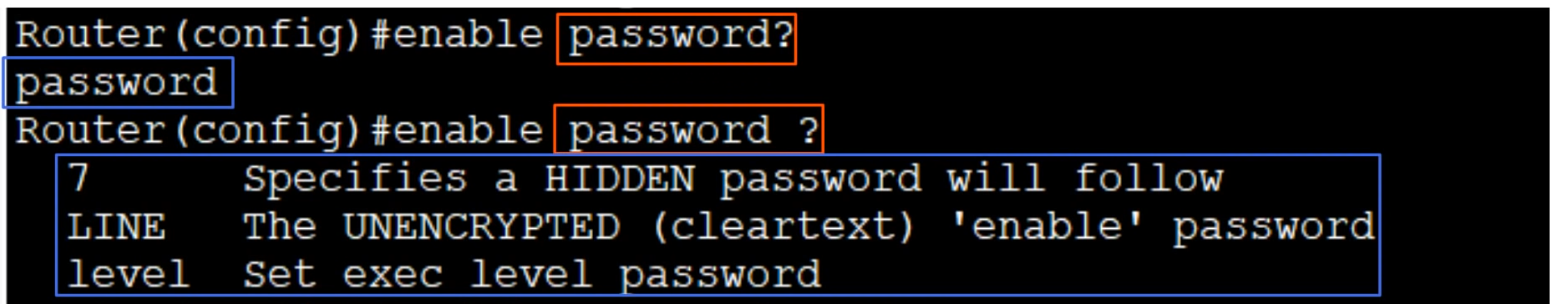 Router(config)#enable password?
password
Router(config)#enable password ?
7 Specifies a HIDDEN password will follow
LINE The UNENCRYPTED (cleartext) 'enable' password
level Set exec level password